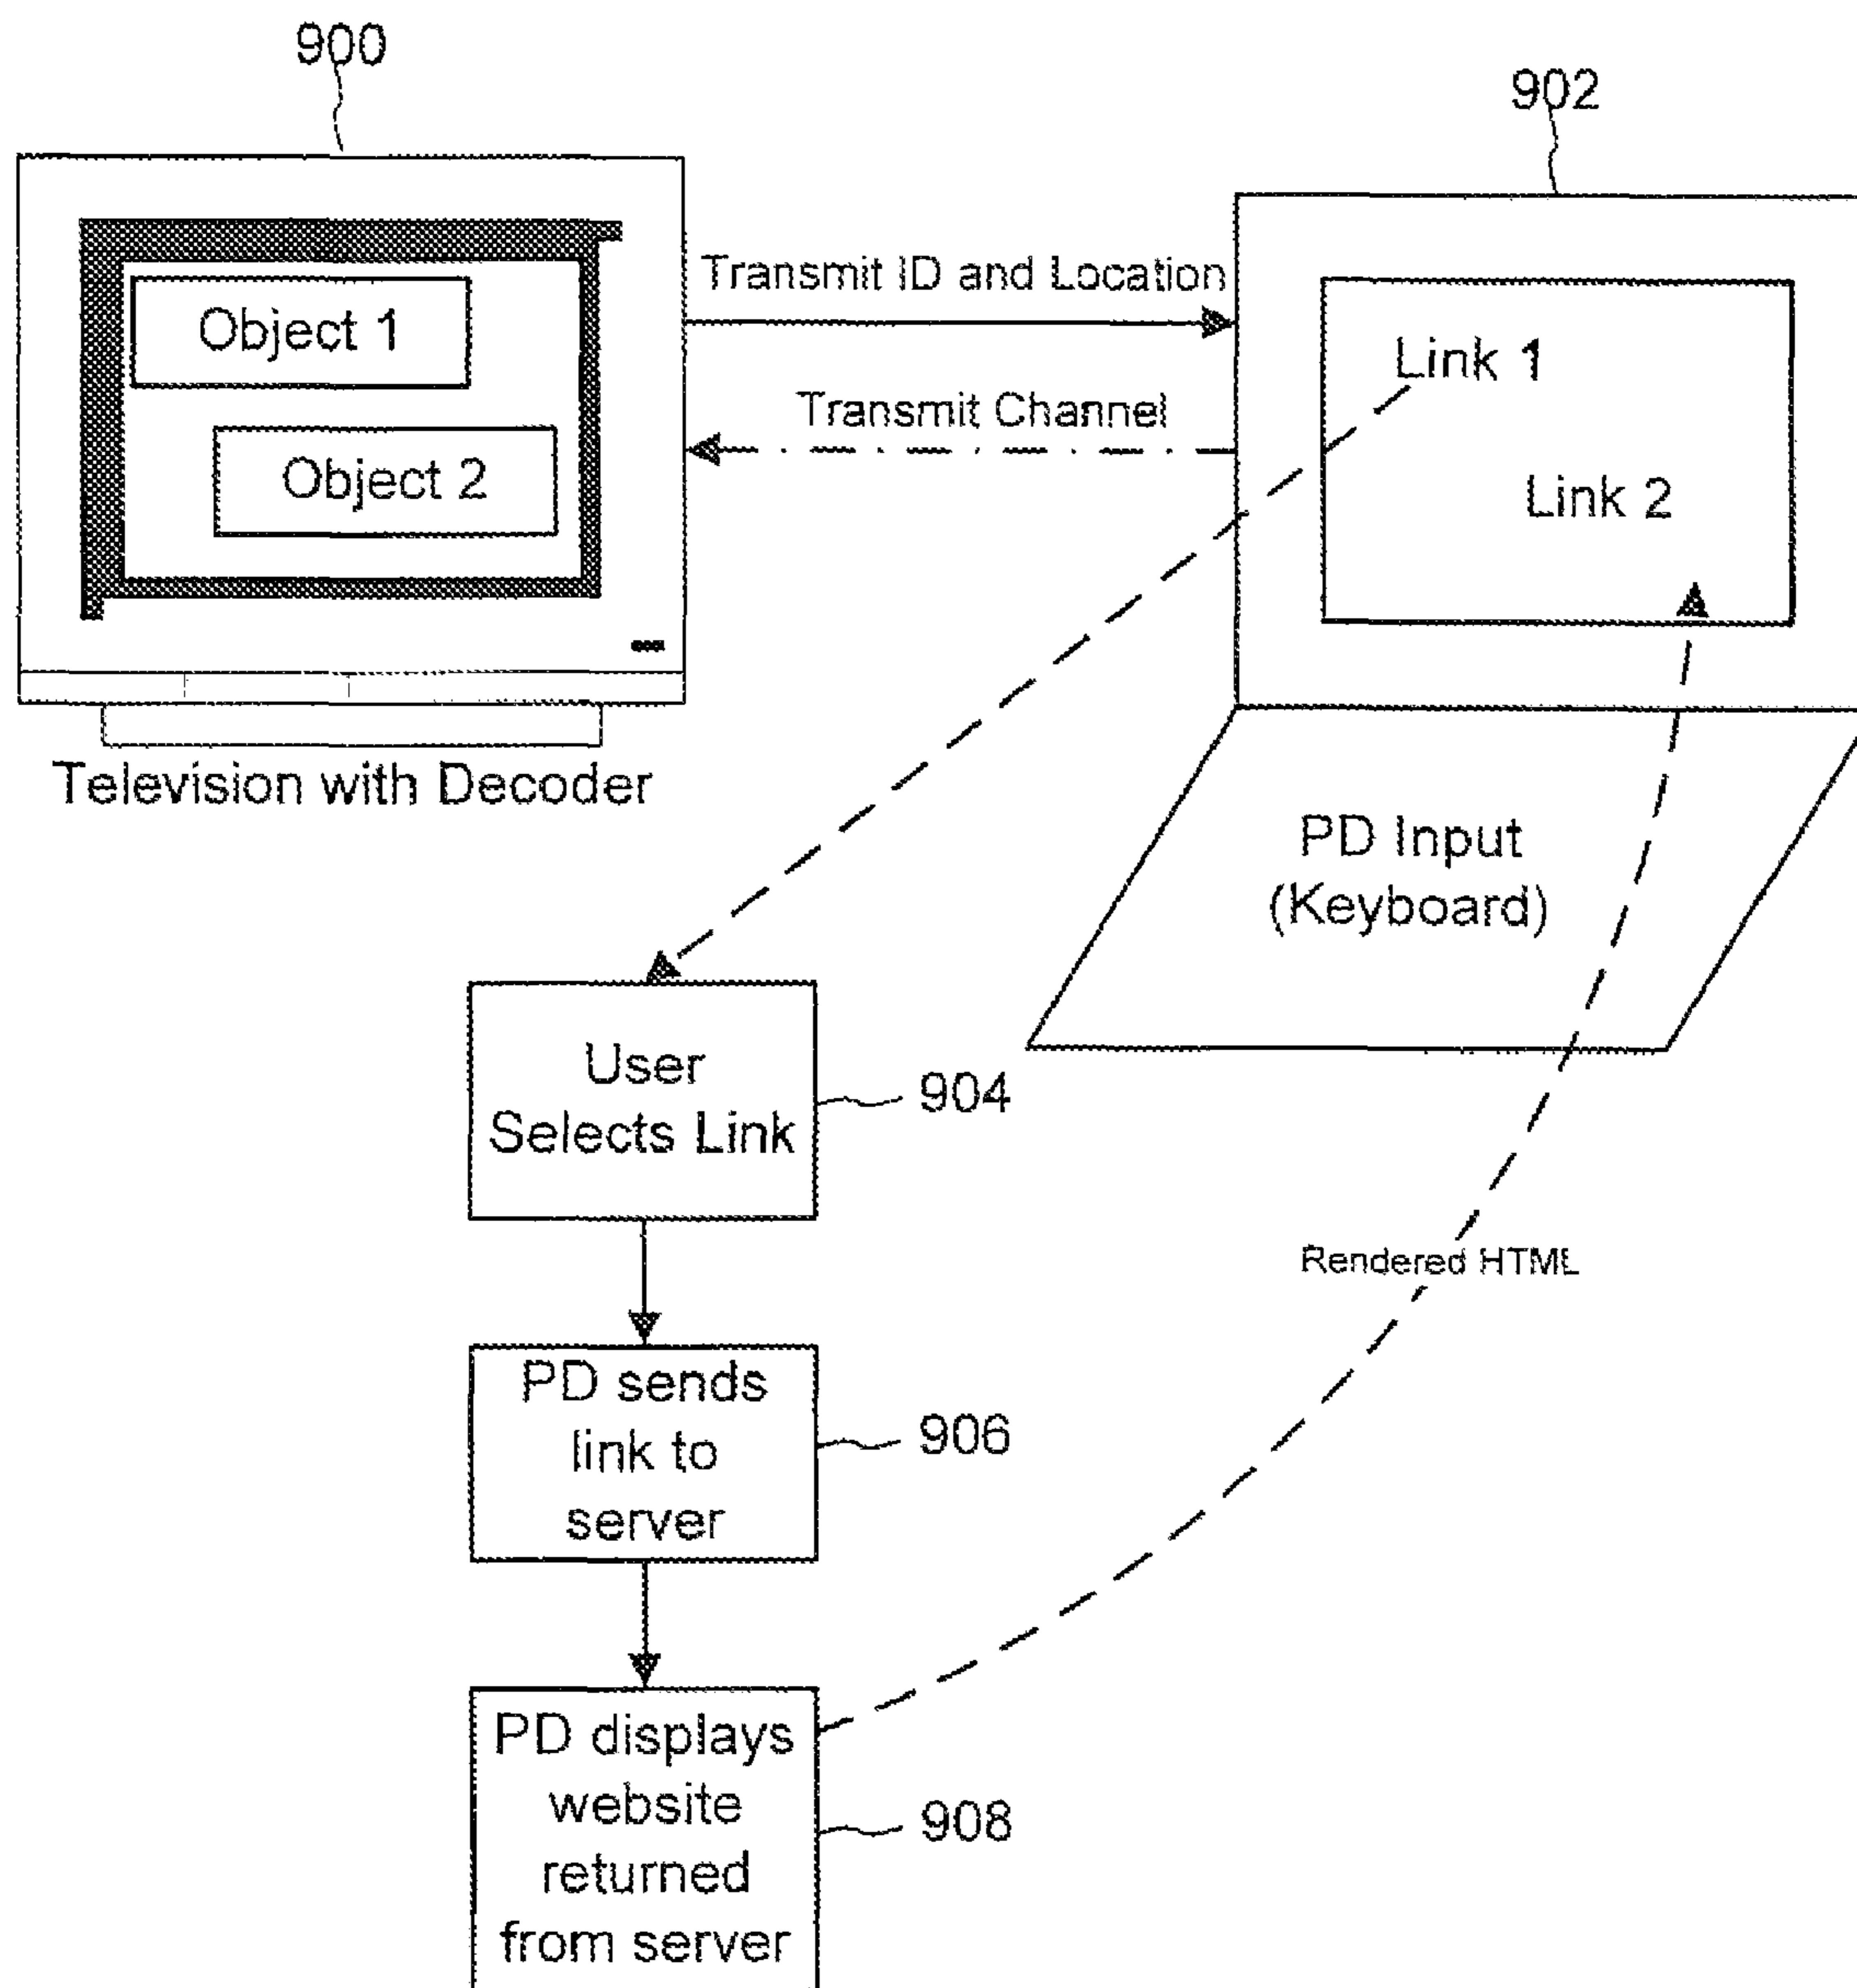 900
902
Object 1
Object 2
Transmit ID and Location
Transmit Channel
Link 1
Link 2
Television with Decoder
PD Input
(Keyboard)
User
Selects Link
904
Rendered HTML
PD sends
link to
server
906
PD displays
website
returned
from server
908